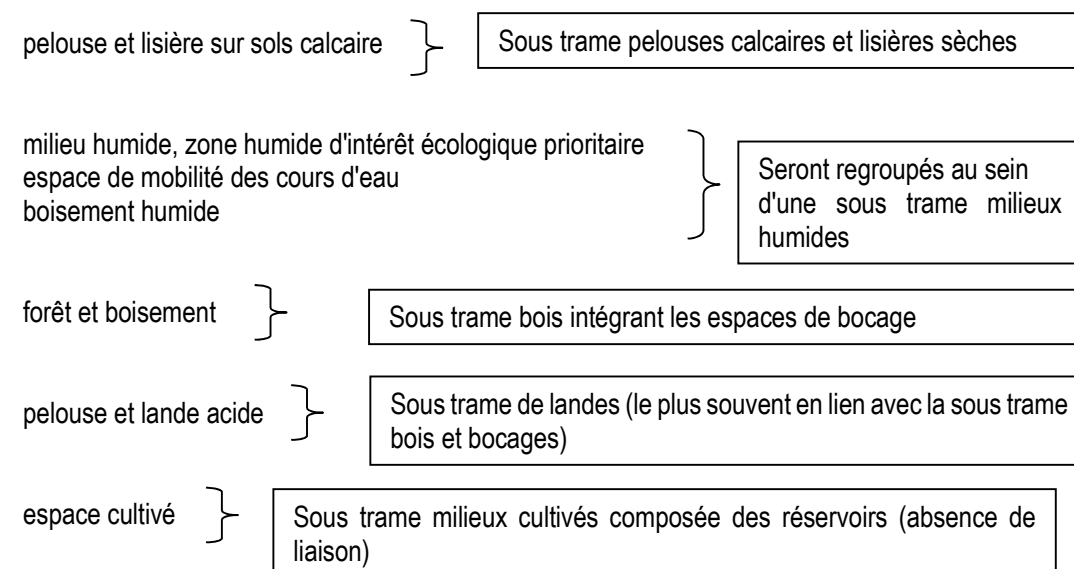 pelouse et lisière sur sols calcaire
Sous trame pelouses calcaires et lisières sèches
milieu humide, zone humide d'intérêt écologique prioritaire
espace de mobilité des cours d'eau
boisement humide
Seront regroupés au sein
d'une sous trame milieux
humides
forêt et boisement
Sous trame bois intégrant les espaces de bocage
pelouse et lande acide
Sous trame de landes (le plus souvent en lien avec la sous trame
bois et bocages)
espace cultivé
Sous trame milieux cultivés composée des réservoirs (absence de
liaison)